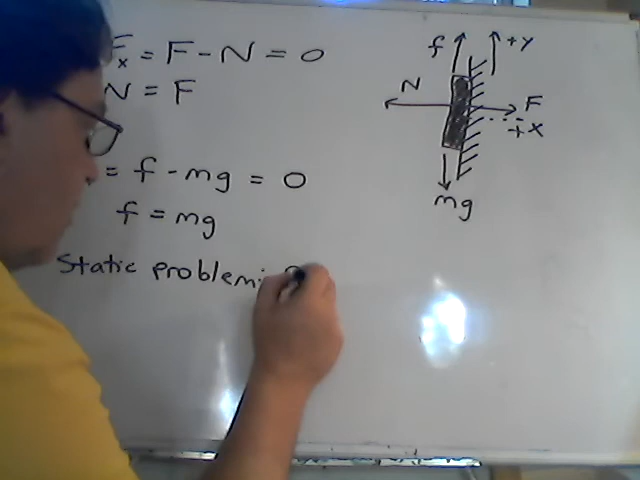 Fx = F - N = 0
N = F
= f - mg = 0
f = mg
Static problem:
f
+y
N
F
+x
mg